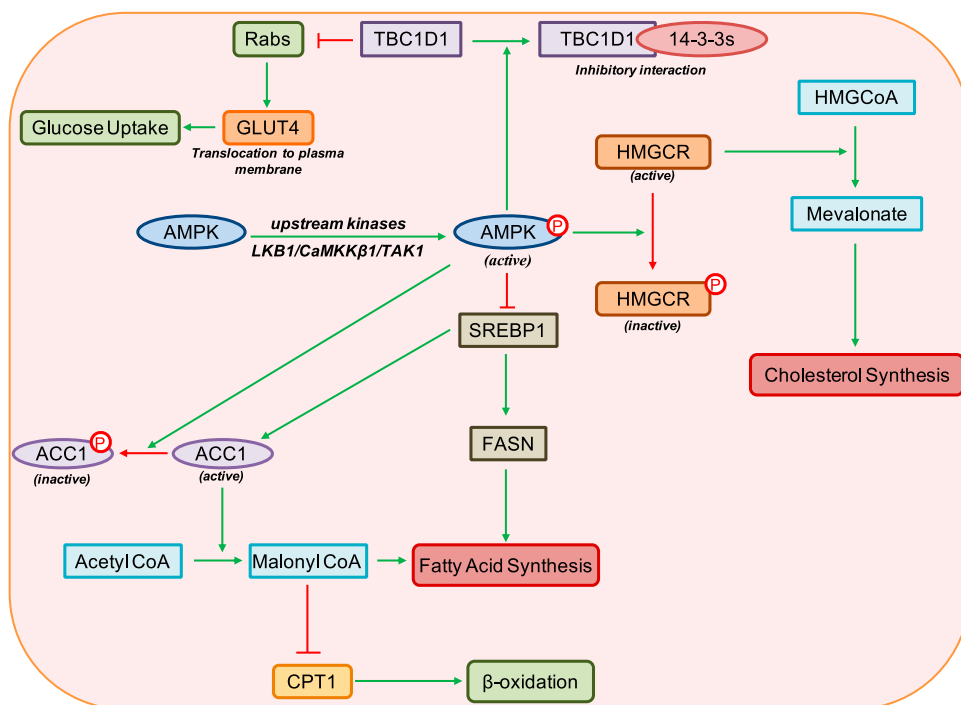 Rabs
TBC1D1
TBC1D1
14-3-3s
Inhibitory interaction
HMGCoA
Glucose Uptake
GLUT4
Translocation to plasma
membrane
HMGCR
(active)
Mevalonate
AMPK
upstream kinases
LKB1/CaMKKβ1/TAK1
AMPK
P
(active)
HMGCR
P
(inactive)
SREBP1
Cholesterol Synthesis
ACC1
P
(inactive)
ACC1
(active)
FASN
Acetyl CoA
Malonyl CoA
Fatty Acid Synthesis
CPT1
β-oxidation